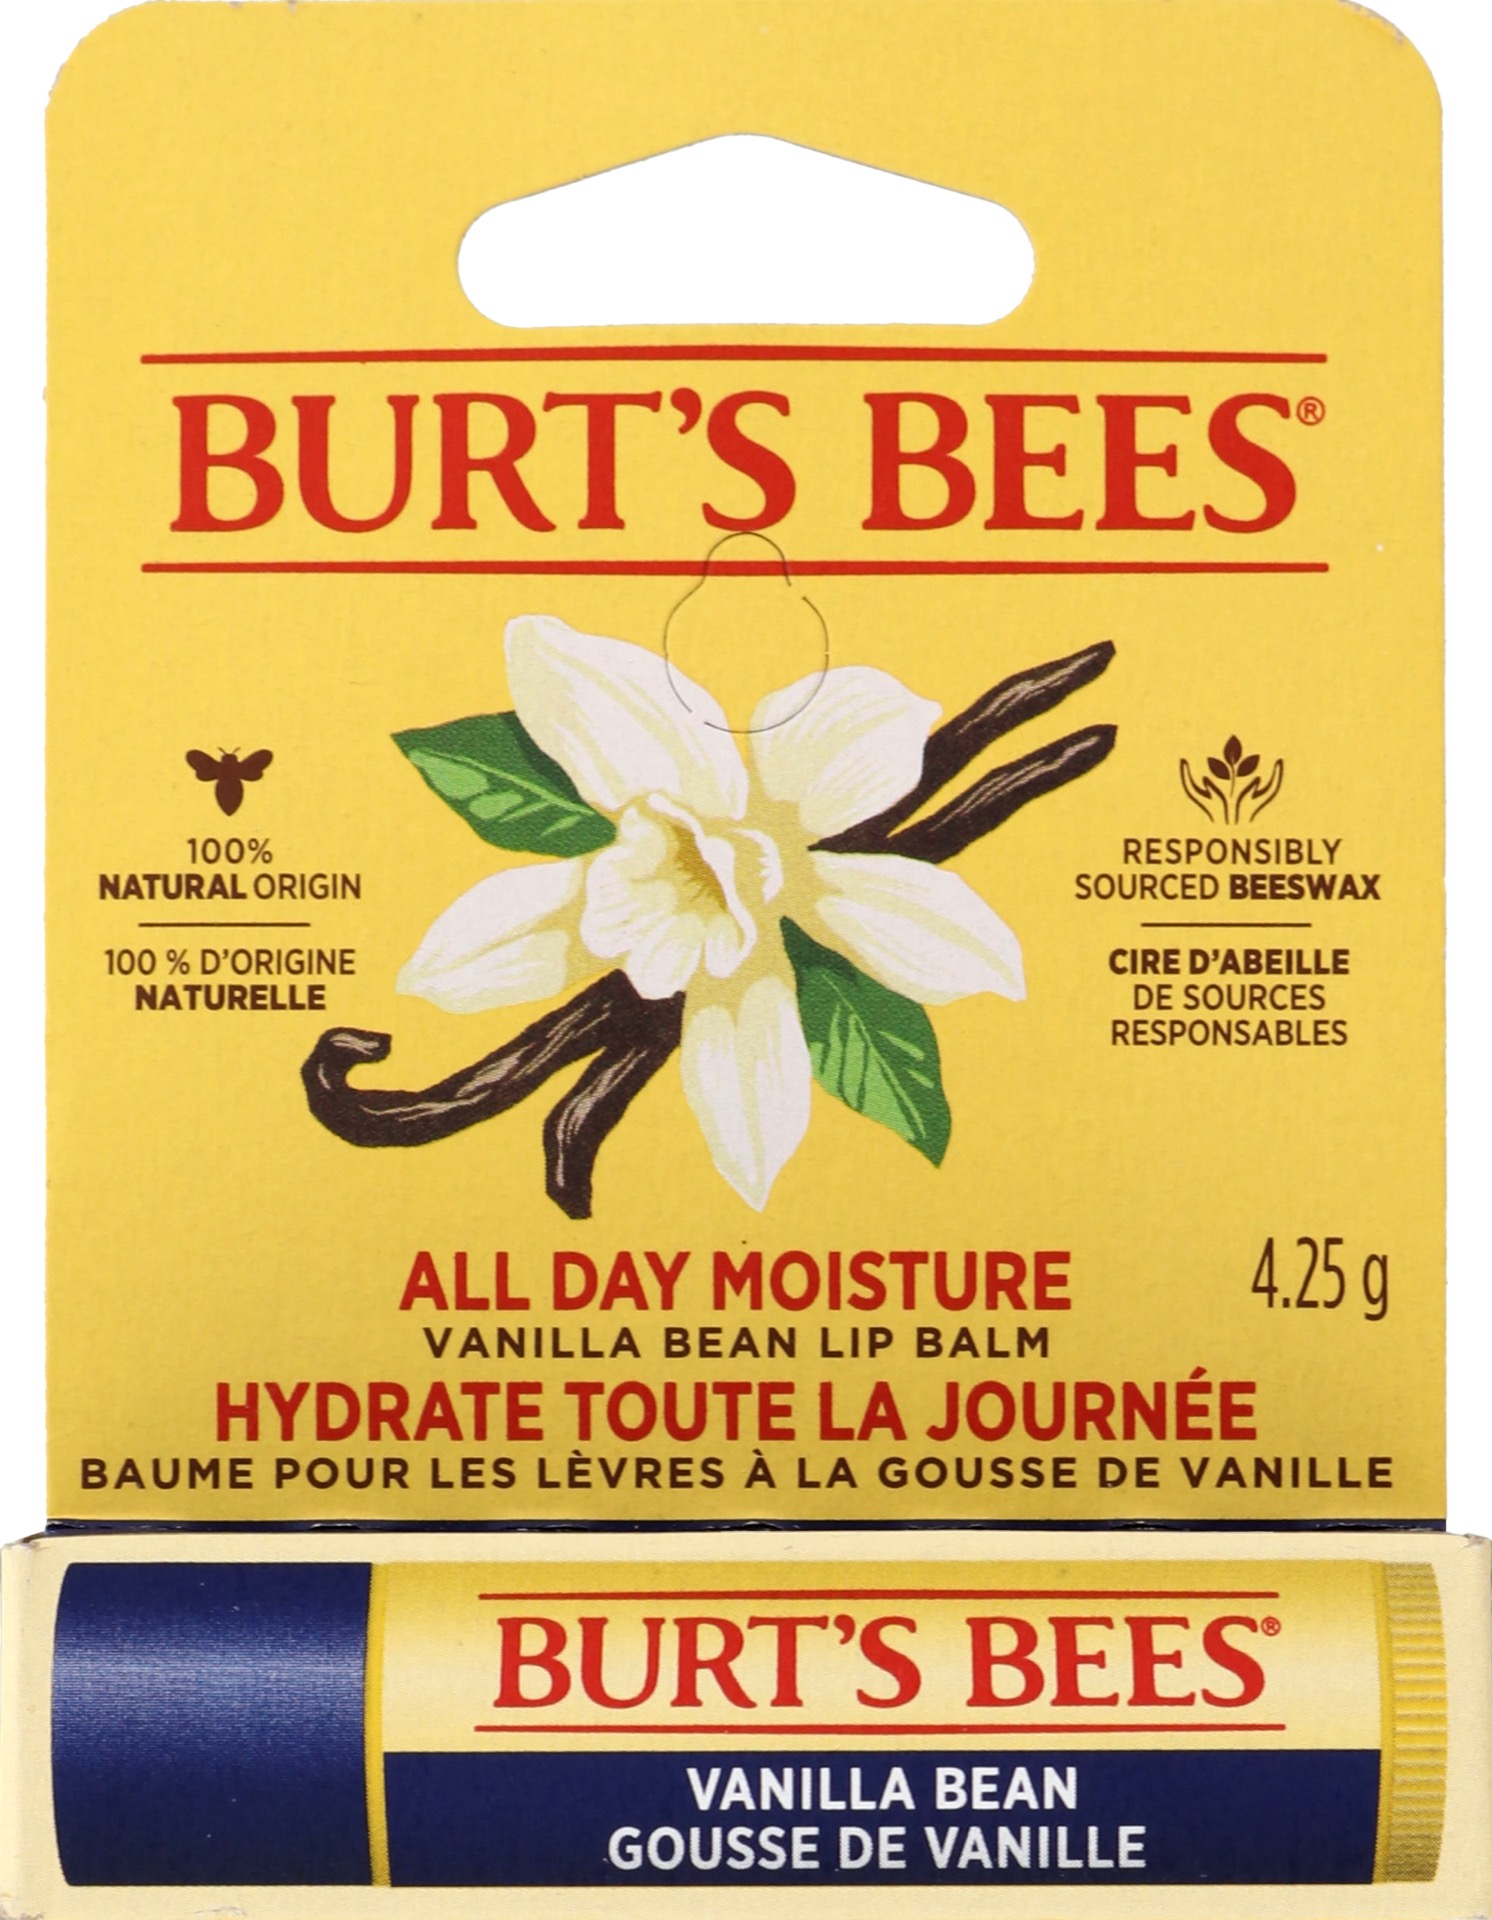 BURT'S BEES®
100%
NATURAL ORIGIN
100 % D'ORIGINE
NATURELLE
RESPONSIBLY
SOURCED BEESWAX
CIRE D'ABEILLE
DE SOURCES
RESPONSABLES
ALL DAY MOISTURE
4.25 g
VANILLA BEAN LIP BALM
HYDRATE TOUTE LA JOURNÉE
BAUME POUR LES LÈVRES À LA GOUSSE DE VANILLE
BURT'S BEES®
VANILLA BEAN
GOUSSE DE VANILLE